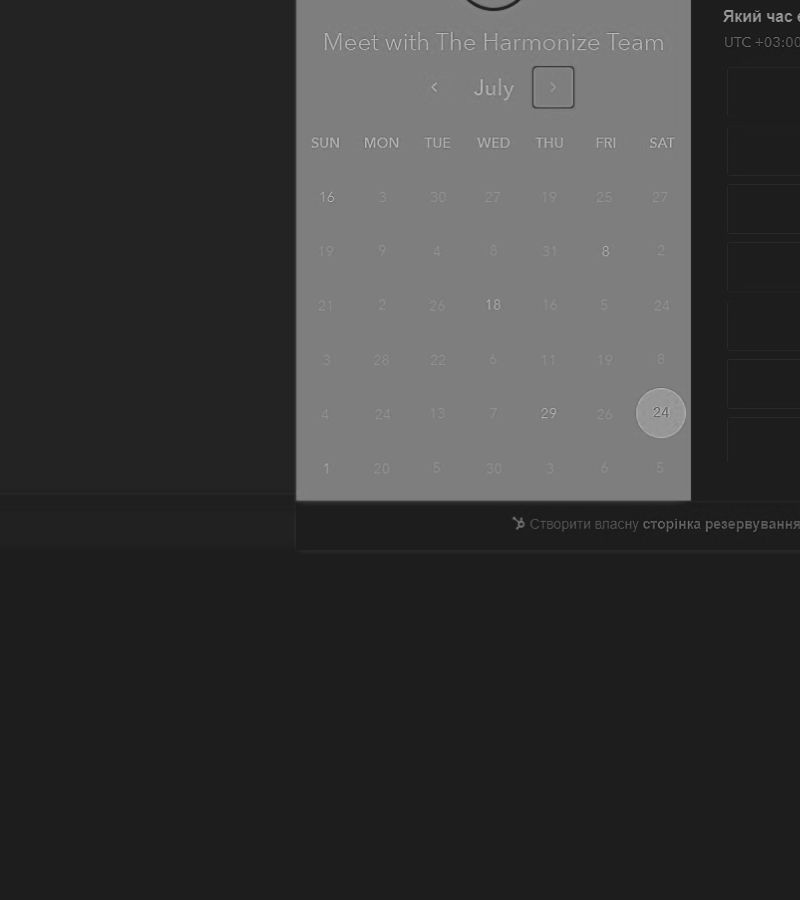 Який час
UTC +03:00
Meet with The Harmonize Team
July
SUN MON TUE WED THU FRI SAT
16 3 30 27 19 25 27
19 9 4 8 31 8 2
21 2 26 18 16 5 24
3 28 22 6 11 19 8
4 24 13 7 29 26 24
1 20 5 30 3 6 5
Створити власну сторінка резервування